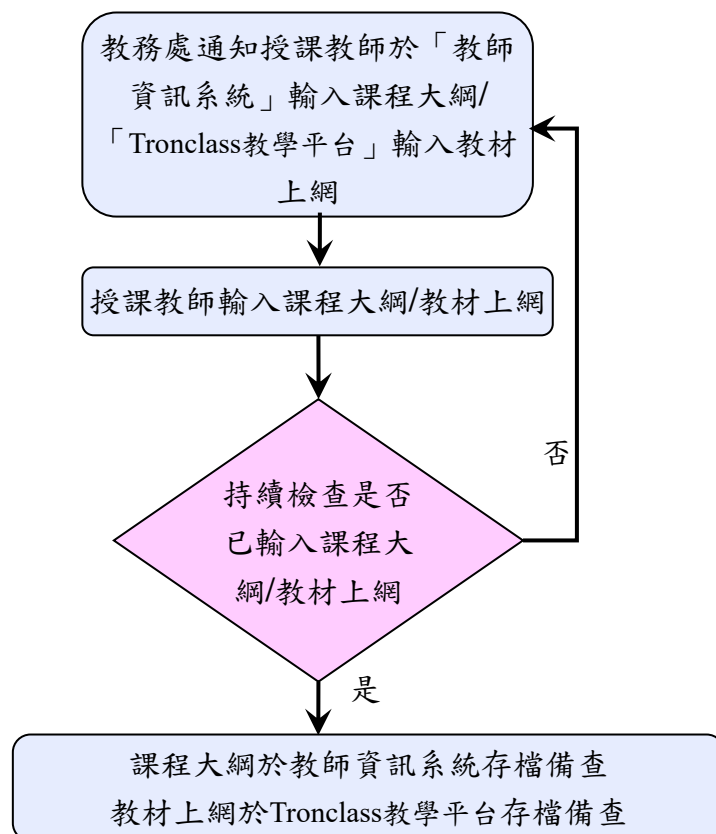 教務處通知授課教師於「教師
資訊系統」輸入課程大綱/
「Tronclass教學平台」輸入教材
上網
授課教師輸入課程大綱/教材上網
持續檢查是否
已輸入課程大
綱/教材上網
否
是
課程大綱於教師資訊系統存檔備查
教材上網於Tronclass教學平台存檔備查